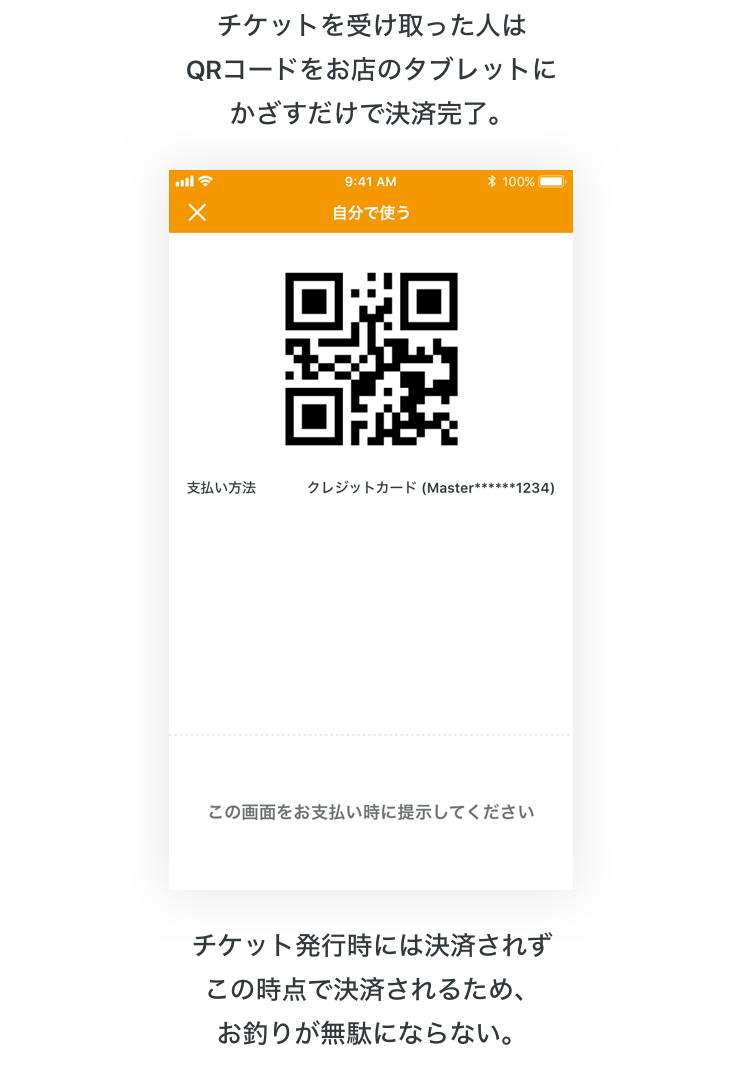 チケットを受け取った人は
QRコードをお店のタブレットに
かざすだけで決済完了。
9:41 AM 100%
自分で使う
支払い方法 クレジットカード (Master******1234)
この画面をお支払い時に提示してください
チケット発行時には決済されず
この時点で決済されるため、
お釣りが無駄にならない。